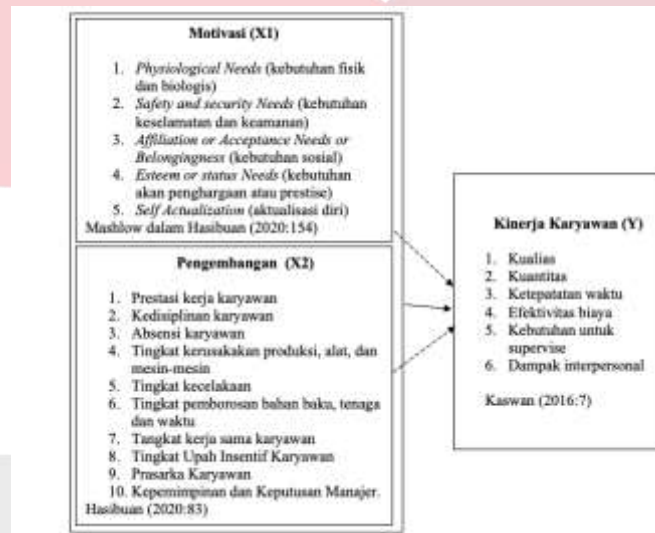 Motivasi (X1)
1. Physiological Needs (kebutuhan fisik
dan biologis)
2. Safety and security Needs (kebutuhan
keselamatan dan keamanan)
3. Affiliation or Acceptance Needs or
Belongingness (kebutuhan sosial)
4. Esteem or status Needs (kebutuhan
akan penghargaan atau prestise)
5. Self Actualization (aktualisasi diri)
Mashlow dalam Hasibuan (2020:154)
Pengembangan (X2)
1. Prestasi kerja karyawan
2. Kedisiplinan karyawan
3. Absensi karyawan
4. Tingkat kerusakakan produksi, alat, dan
mesin-mesin
5. Tingkat kecelakaan
6. Tingkat pemborosan bahan baku, tenaga
dan waktu
7. Tangkat kerja sama karyawan
8. Tingkat Upah Insentif Karyawan
9. Prasarka Karyawan
10. Kepemimpinan dan Keputusan Manajer.
Hasibuan (2020:83)
Kinerja Karyawan (Y)
1. Kualias
2. Kuantitas
3. Ketepatatan waktu
4. Efektivitas biaya
5. Kebutuhan untuk
supervise
6. Dampak interpersonal
Kaswan (2016:7)